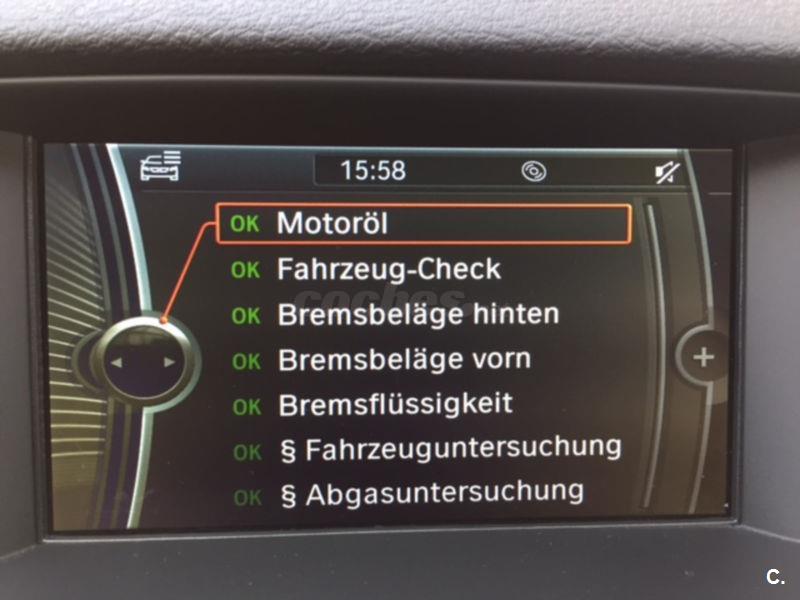 15:58
OK Motoröl
OK Fahrzeug-Check
coches.
OK Bremsbeläge hinten
OK Bremsbeläge vorn
OK Bremsflüssigkeit
OK § Fahrzeuguntersuchung
OK § Abgasuntersuchung
C.